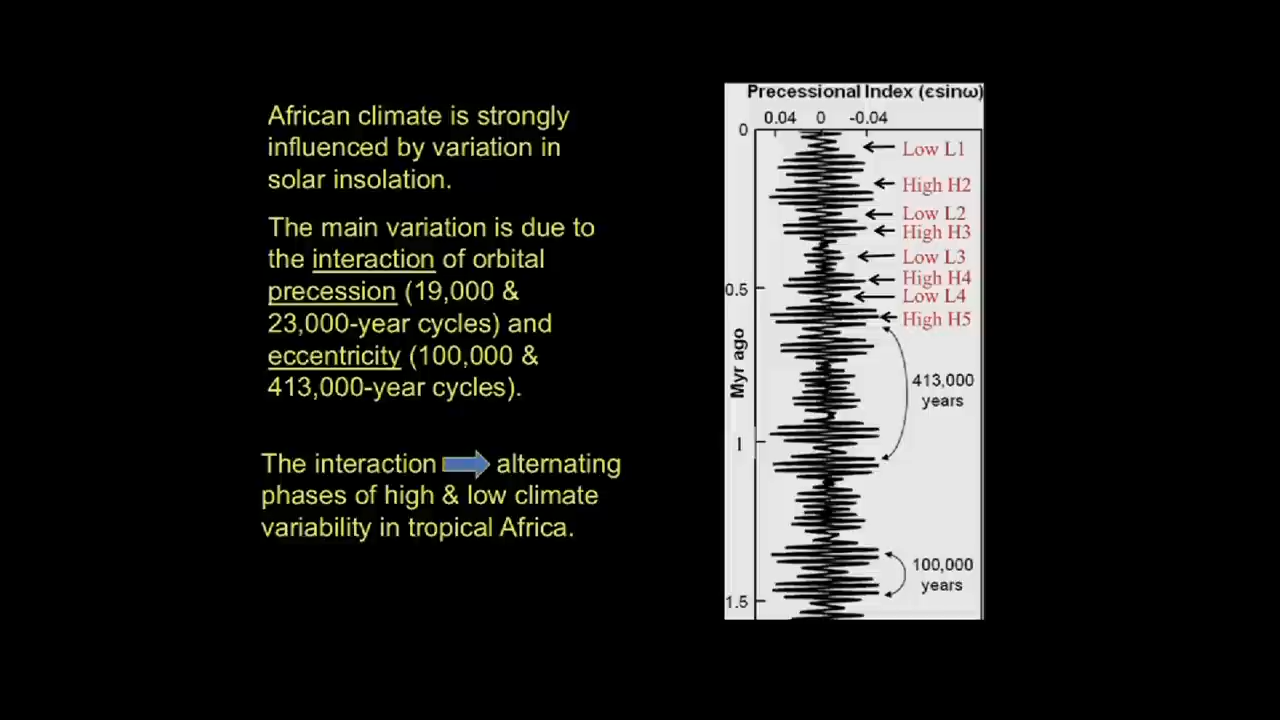 African climate is strongly
influenced by variation in
solar insolation.
The main variation is due to
the interaction of orbital
precession (19,000 &
23,000-year cycles) and
eccentricity (100,000 &
413,000-year cycles).
The interaction alternating
phases of high & low climate
variability in tropical Africa.
Precessional Index (єsinω)
0.04 0 -0.04
0
Low L1
High H2
Low L2
High H3
Low L3
High H4
0.5
Low L4
High H5
Myr ago
413,000
years
1
100,000
years
1.5